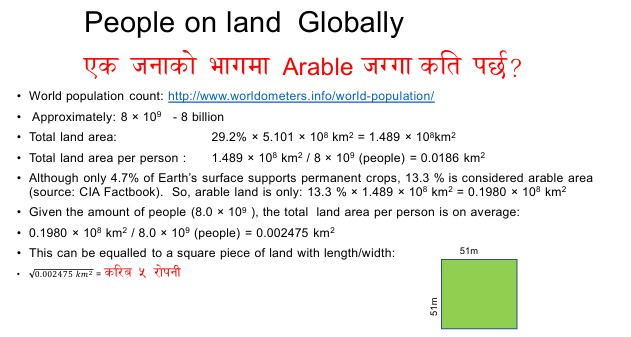 People on land Globally
एक जनाको भागमा Arable जग्गा कति पर्छ?
• World population count: http://www.worldometers.info/world-population/
• Approximately: 8 × 10⁹ - 8 billion
• Total land area: 29.2% × 5.101 × 10⁸ km² = 1.489 × 10⁸km²
• Total land area per person : 1.489 × 10⁸ km² / 8 × 10⁹ (people) = 0.0186 km²
• Although only 4.7% of Earth’s surface supports permanent crops, 13.3 % is considered arable area
(source: CIA Factbook). So, arable land is only: 13.3 % × 1.489 × 10⁸ km² = 0.1980 × 10⁸ km²
• Given the amount of people (8.0 × 10⁹ ), the total land area per person is on average:
• 0.1980 × 10⁸ km² / 8.0 × 10⁹ (people) = 0.002475 km²
• This can be equalled to a square piece of land with length/width:
• √0.002475 km² = करिब ५ रोपनी
51m
51m